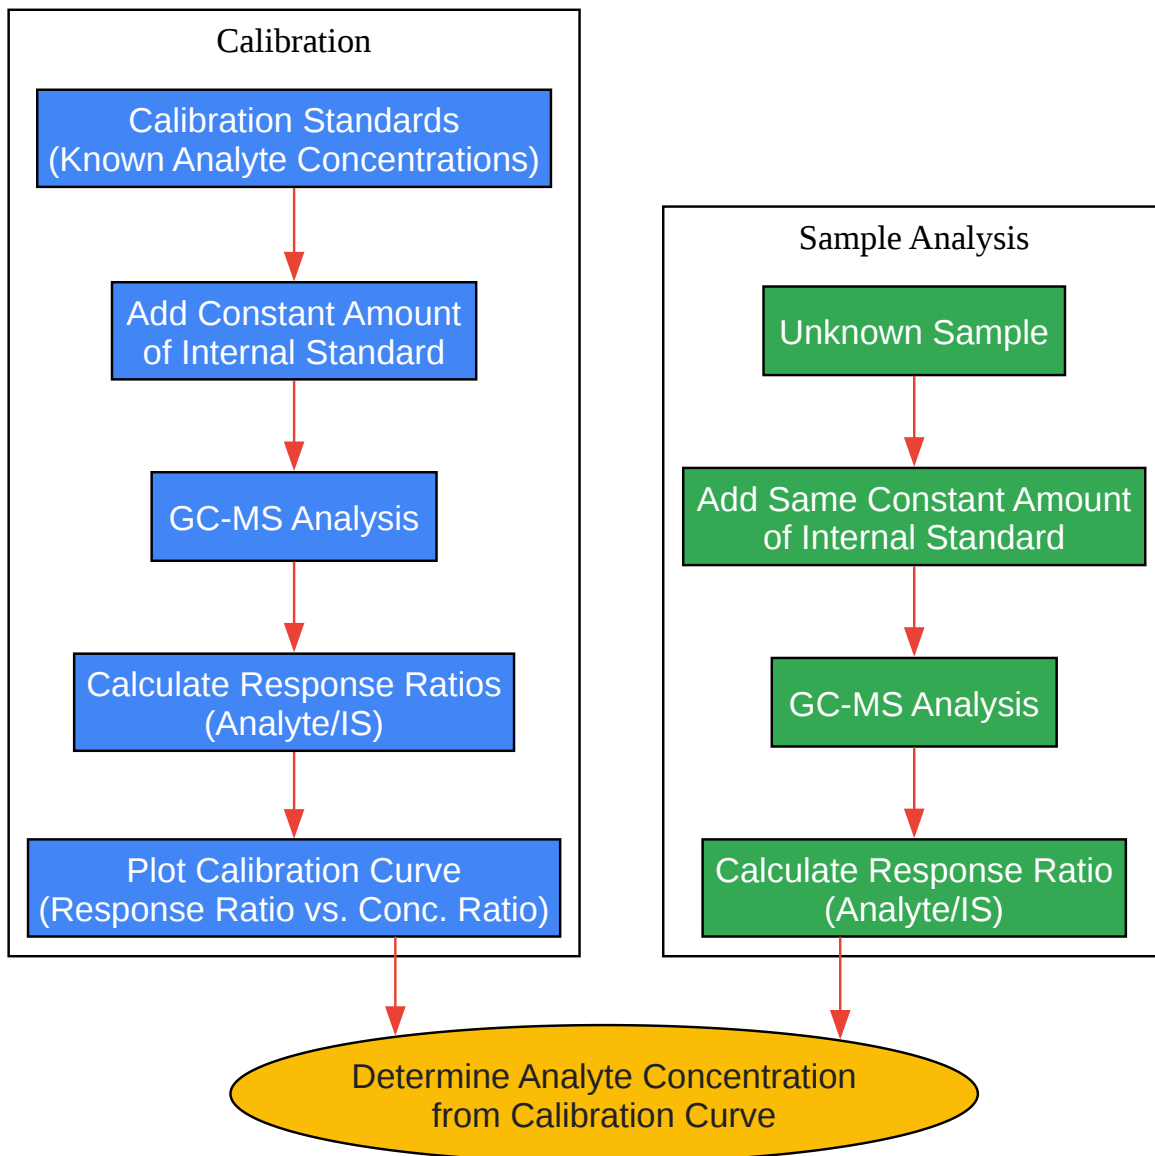 Calibration
Calibration Standards
(Known Analyte Concentrations)
Add Constant Amount
of Internal Standard
GC-MS Analysis
Calculate Response Ratios
(Analyte/IS)
Plot Calibration Curve
(Response Ratio vs. Conc. Ratio)
Sample Analysis
Unknown Sample
Add Same Constant Amount
of Internal Standard
GC-MS Analysis
Calculate Response Ratio
(Analyte/IS)
Determine Analyte Concentration
from Calibration Curve